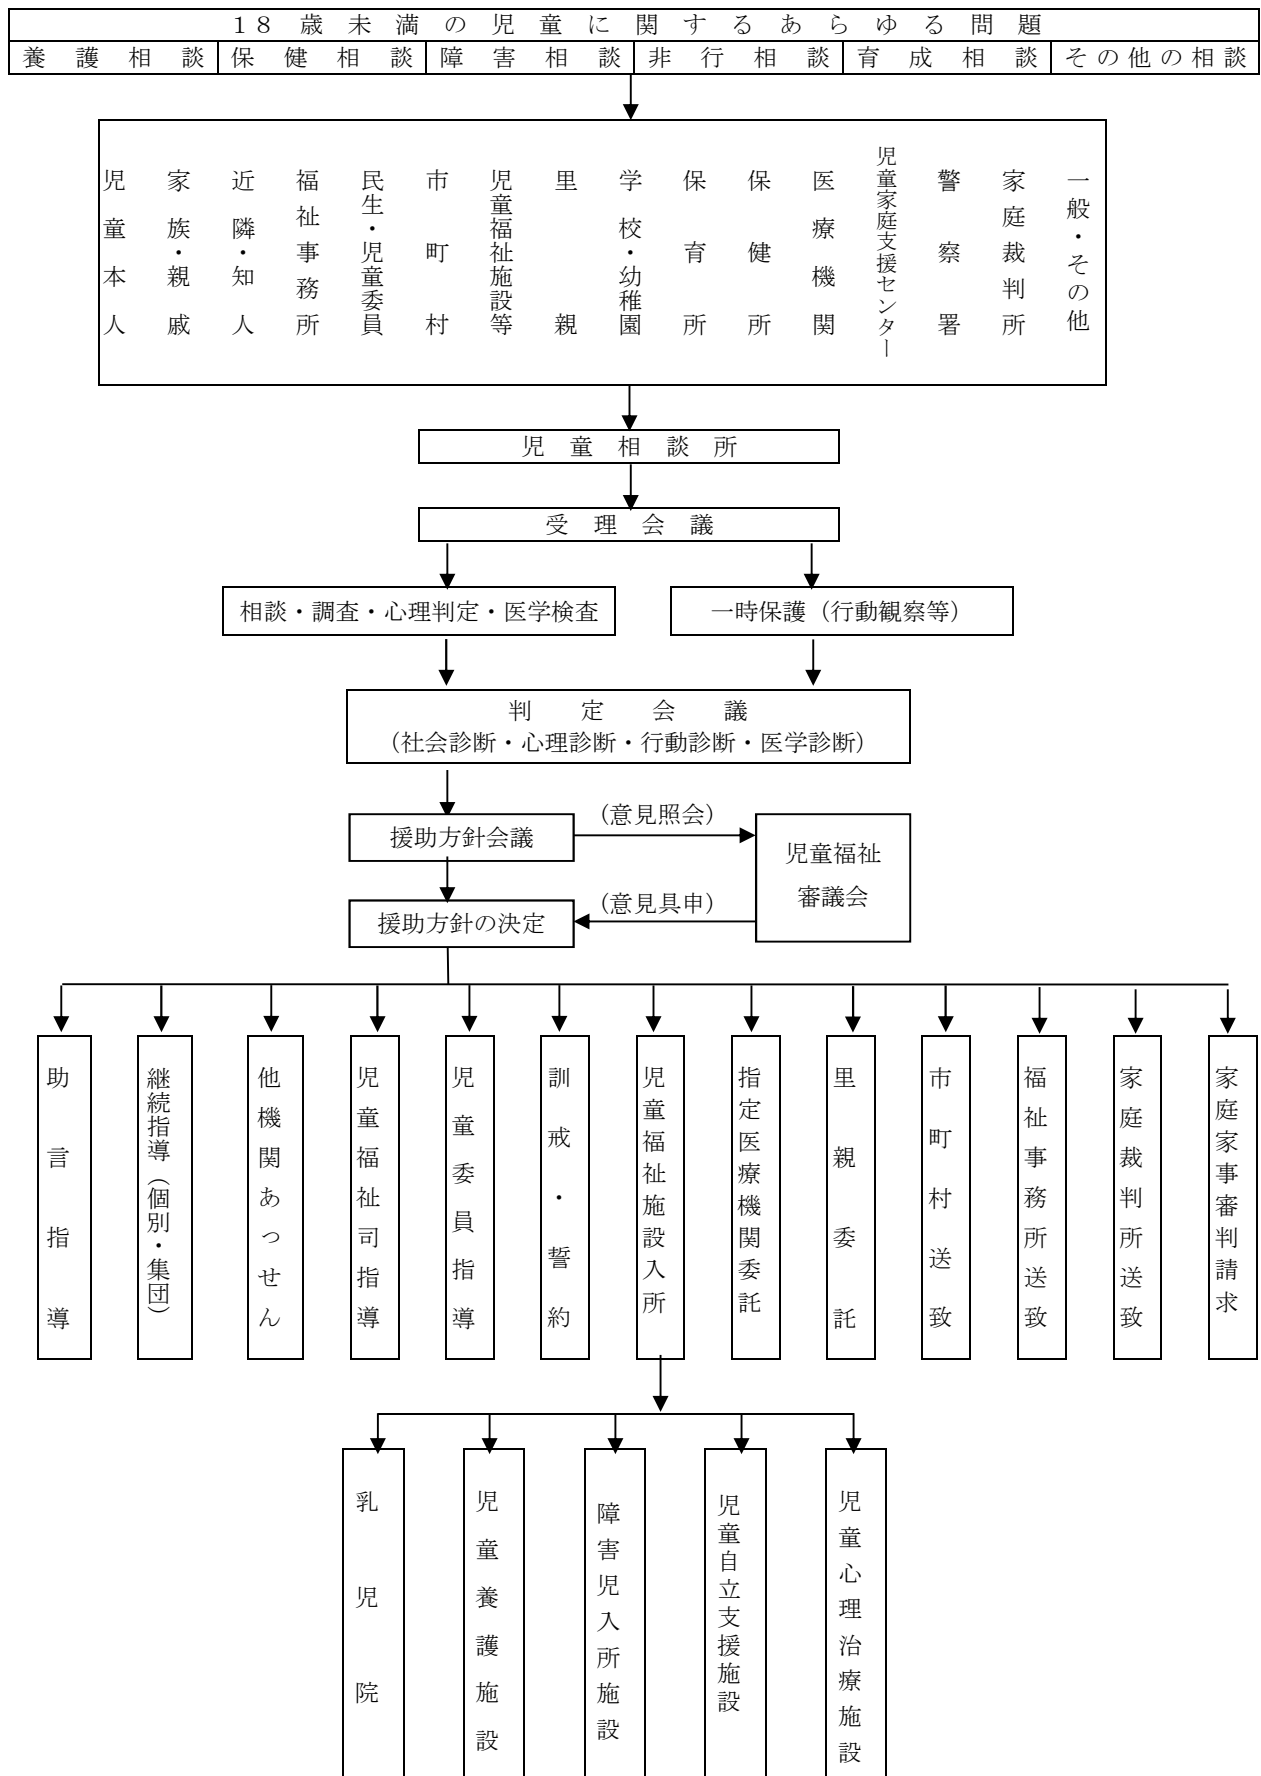 18歳未満の児童に関するあらゆる問題
養護相談
保健相談
障害相談
非行相談
育成相談
その他の相談
児童本人
家族・親戚
近隣・知人
福祉事務所
民生・児童委員
市町村
児童福祉施設等
里親
学校・幼稚園
保育所
保健所
医療機関
児童家庭支援センター
警察署
家庭裁判所
一般・その他
児童相談所
受理会議
相談・調査・心理判定・医学検査
一時保護（行動観察等）
判定会議
（社会診断・心理診断・行動診断・医学診断）
援助方針会議
（意見照会）
児童福祉
審議会
（意見具申）
援助方針の決定
助言指導
継続指導（個別・集団）
他機関あっせん
児童福祉司指導
児童委員指導
訓戒・誓約
児童福祉施設入所
指定医療機関委託
里親委託
市町村送致
福祉事務所送致
家庭裁判所送致
家庭家事審判請求
乳児院
児童養護施設
障害児入所施設
児童自立支援施設
児童心理治療施設